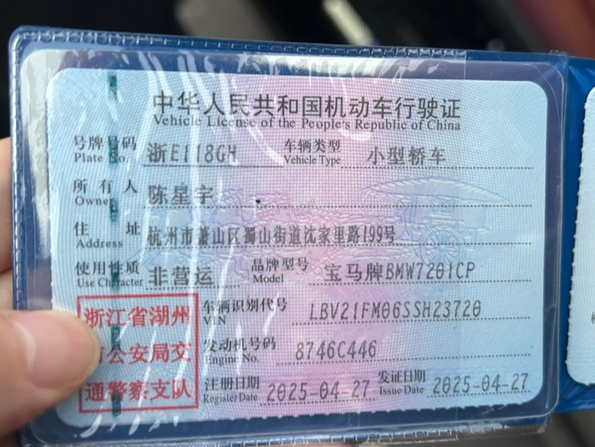 中华人民共和国机动车行驶证
Vehicle License of the People's Republic of China
号牌号码 浙E118GH 车辆类型 小型轿车
Plate No. Vehicle Type
所有人 陈星宇
Owner
住址 杭州市萧山区蜀山街道沈家里路199号
Address
使用性质 非营运 品牌型号 宝马牌BMW7201CP
Use Character Model
浙江省湖州 车辆识别代号 LBV21FM06SSH23720
VIN
公安局交 发动机号码 8746C446
Engine No.
通警察支队 注册日期 2025-04-27 发证日期 2025-04-27
Register Date Issue Date